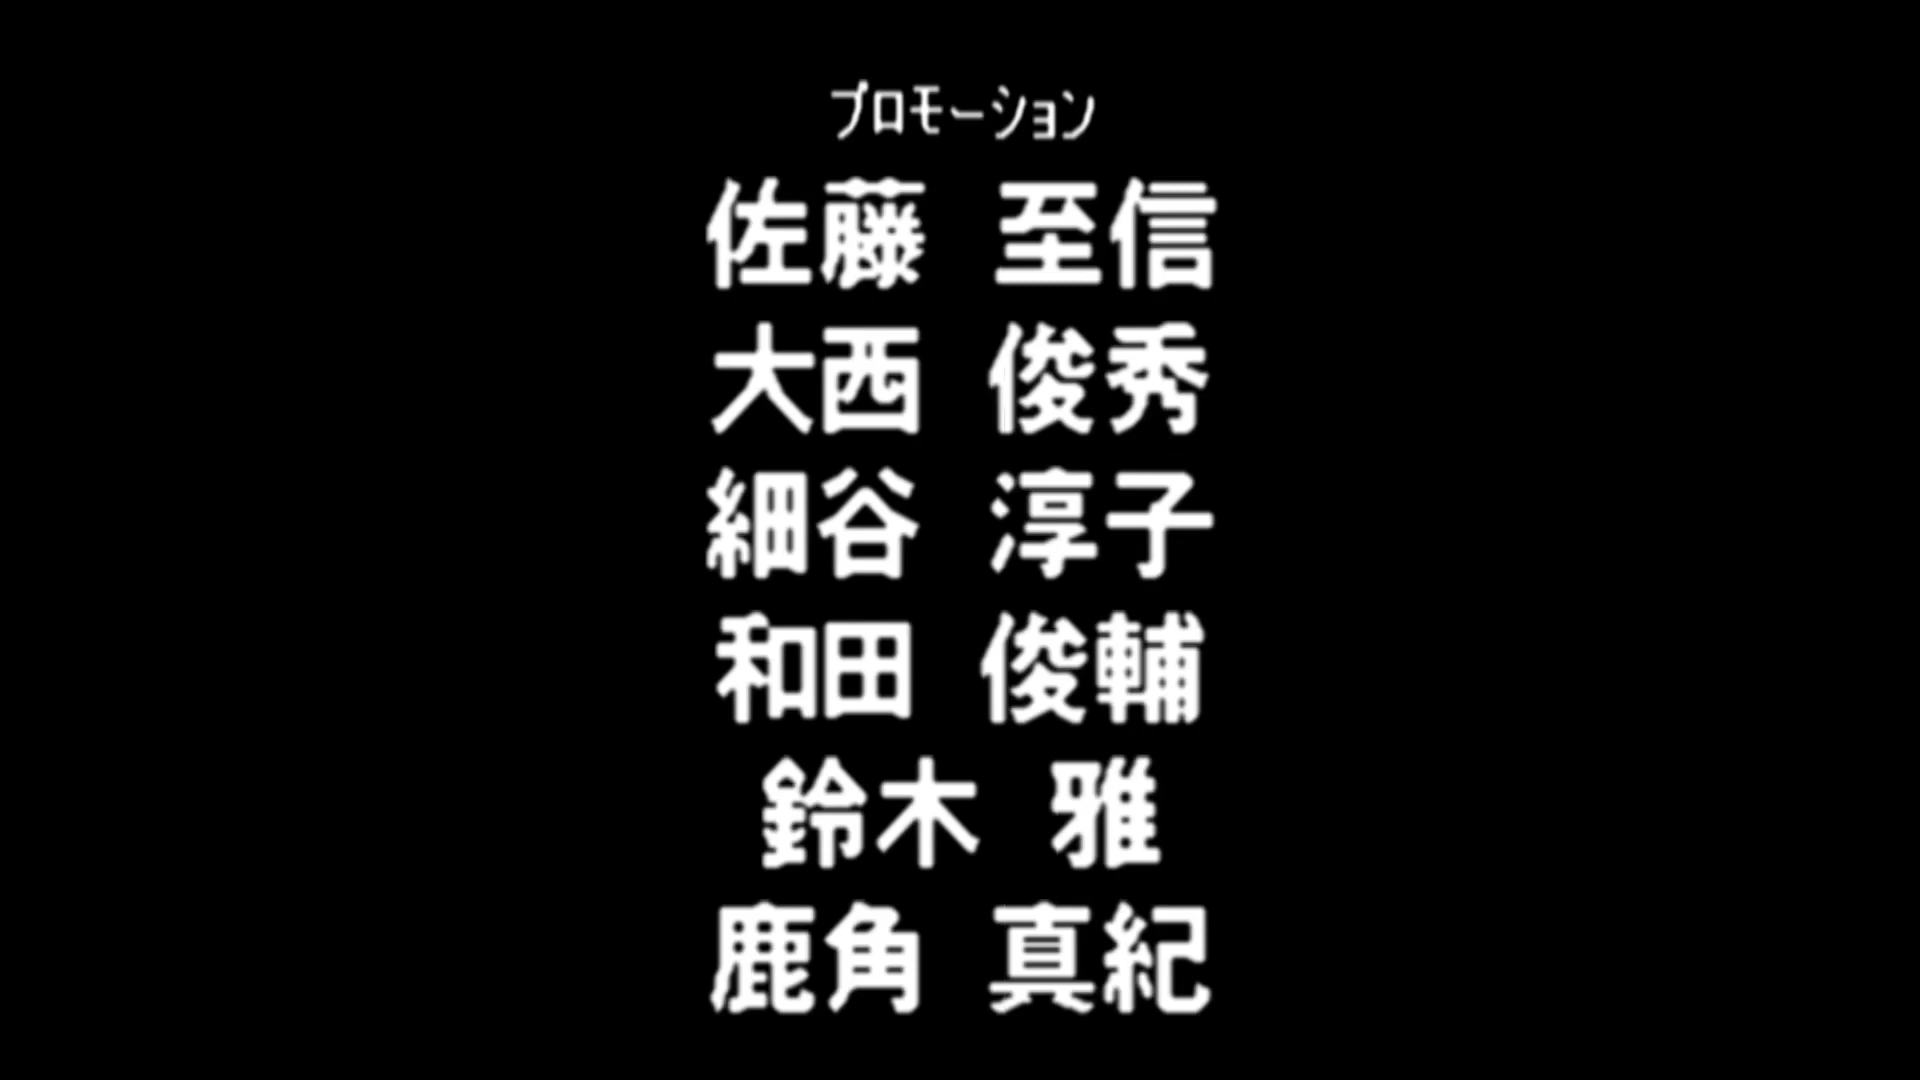 プロモーション
佐藤 至信
大西 俊秀
細谷 淳子
和田 俊輔
鈴木 雅
鹿角 真紀